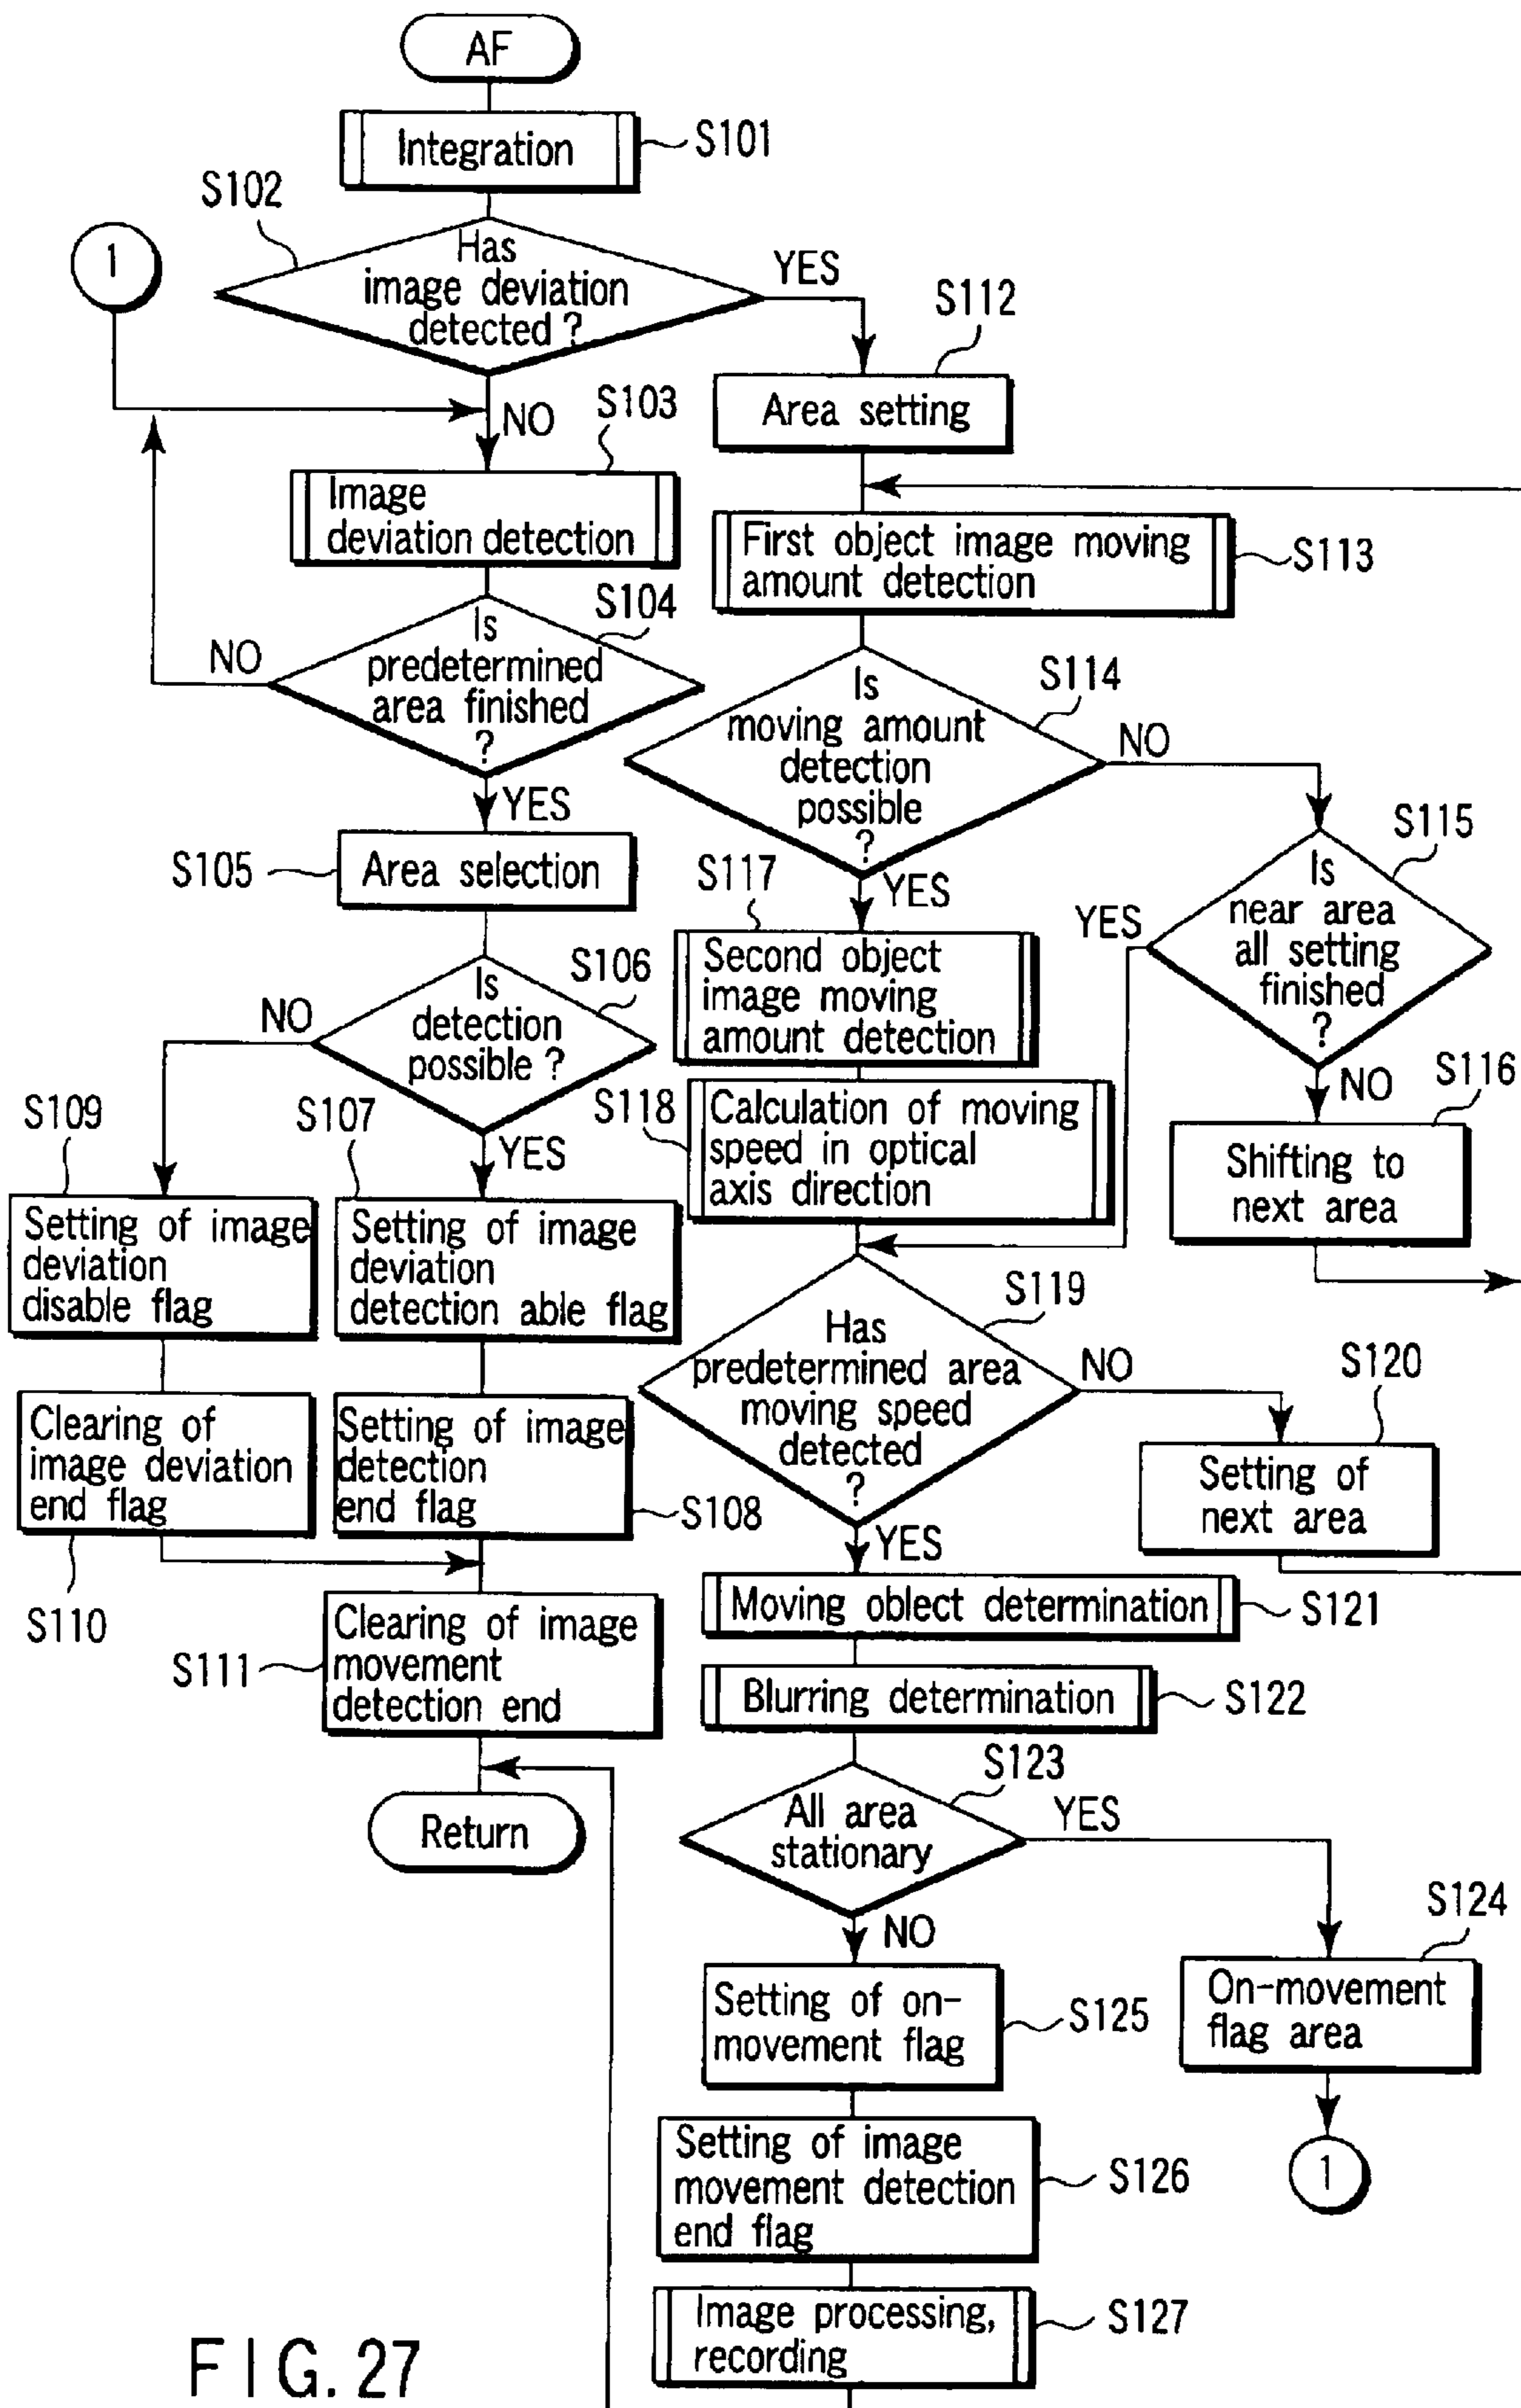 AF
Integration
S101
S102
1
Has
image deviation
detected ?
YES
NO
S112
Area setting
S103
Image
deviation detection
First object image moving
amount detection
S113
S104
Is
predetermined
area finished
?
NO
YES
S114
Is
moving amount
detection
possible
?
NO
YES
S105
Area selection
S115
Is
near area
all setting
finished
?
YES
NO
S117
Second object
image moving
amount detection
S106
Is
detection
possible ?
NO
YES
S116
Shifting to
next area
S118
Calculation of moving
speed in optical
axis direction
S109
Setting of image
deviation
disable flag
S107
Setting of image
deviation
detection able flag
S119
Has
predetermined area
moving speed
detected
?
NO
YES
S120
Setting of
next area
Clearing of
image deviation
end flag
S110
Setting of image
detection
end flag
S108
Moving oblect determination
S121
S111
Clearing of image
movement
detection end
Blurring determination
S122
Return
S123
All area
stationary
YES
NO
S124
On-movement
flag area
1
Setting of on-
movement flag
S125
Setting of image
movement detection
end flag
S126
Image processing,
recording
S127
FIG. 27